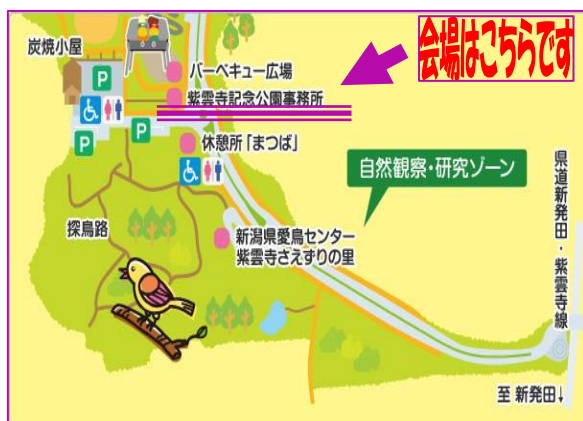 会場はこちらです
炭焼小屋
P
バーベキュー広場
紫雲寺記念公園事務所
P
P
休憩所「まつば」
自然観察・研究ゾーン
県道新発田・紫雲寺線
探鳥路
新潟県愛鳥センター
紫雲寺さえずりの里
至 新発田↓